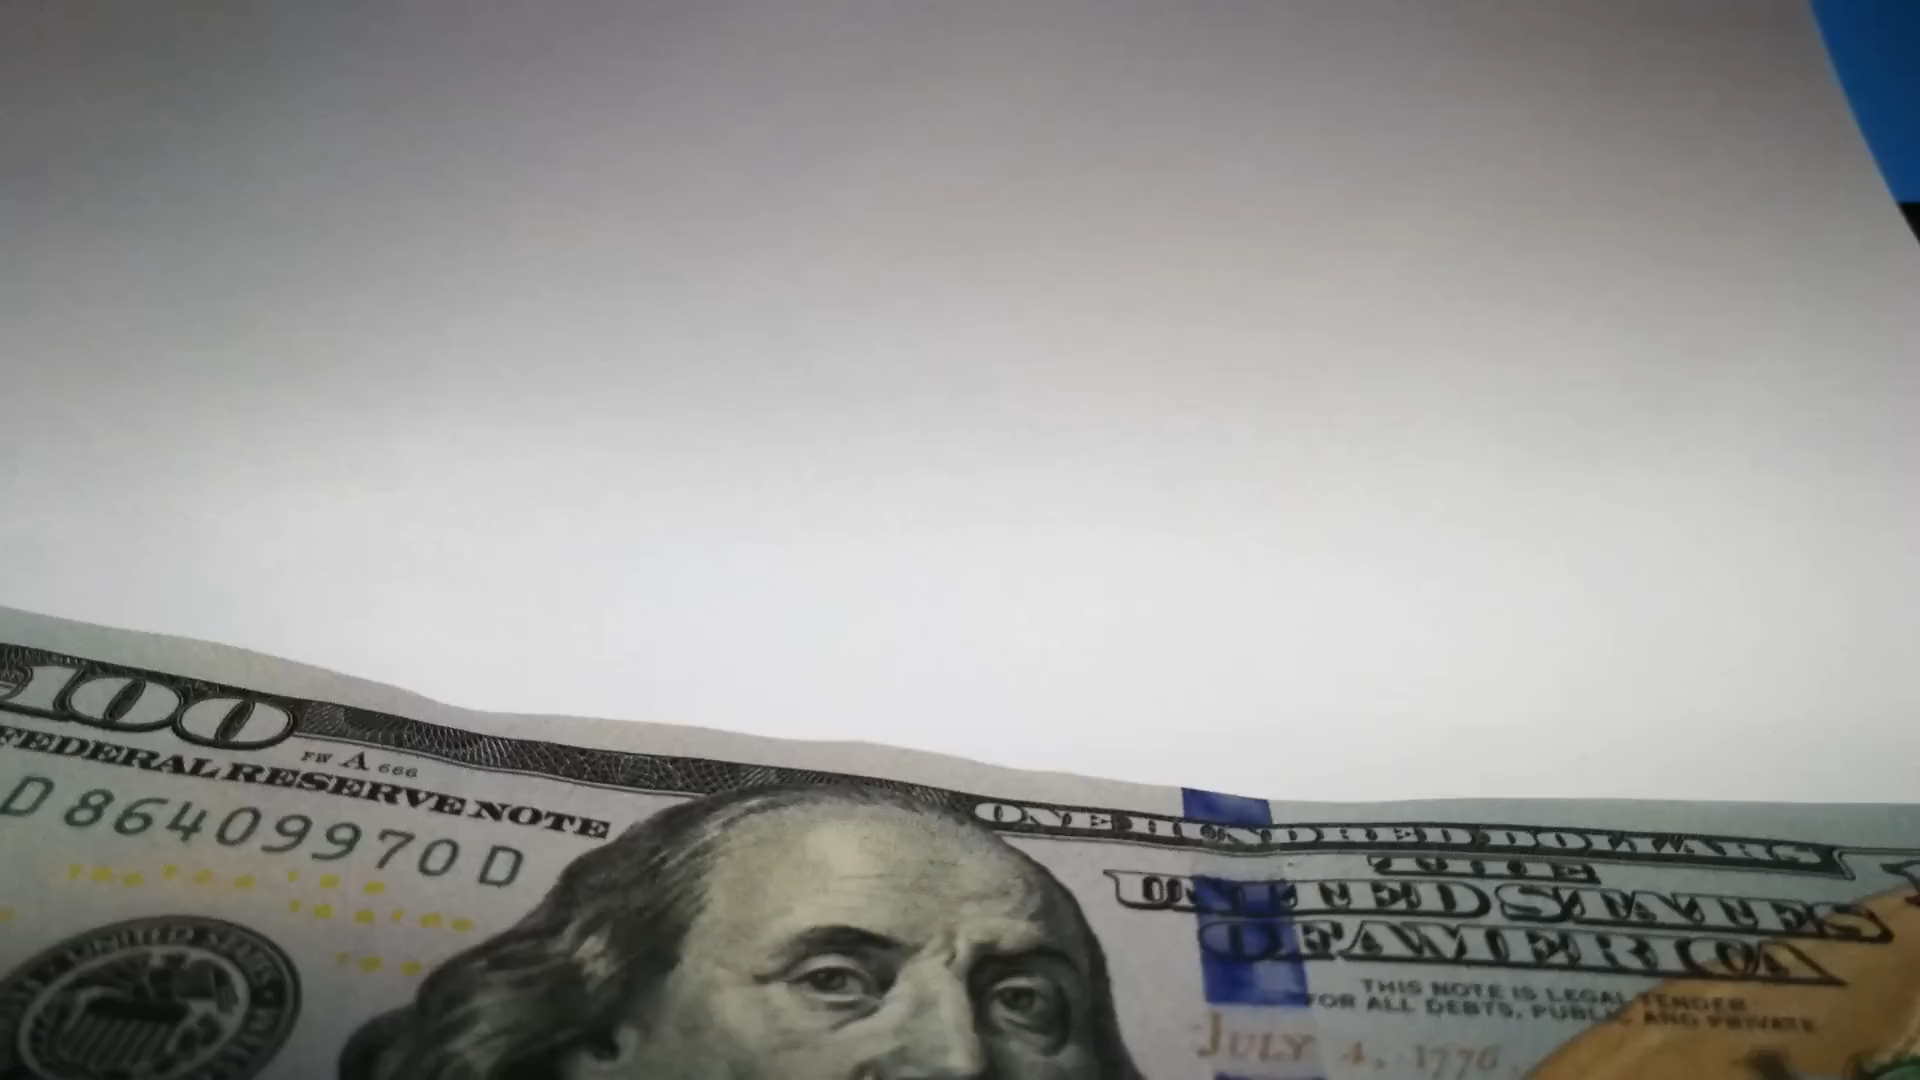 100
FEDERAL RESERVE NOTE
FW A 666
D 86409970 D
ONE HUNDRED DOLLARS
THE
UNITED STATES
OF AMERICA
THIS NOTE IS LEGAL TENDER
FOR ALL DEBTS, PUBLIC AND PRIVATE
JULY 4, 1776